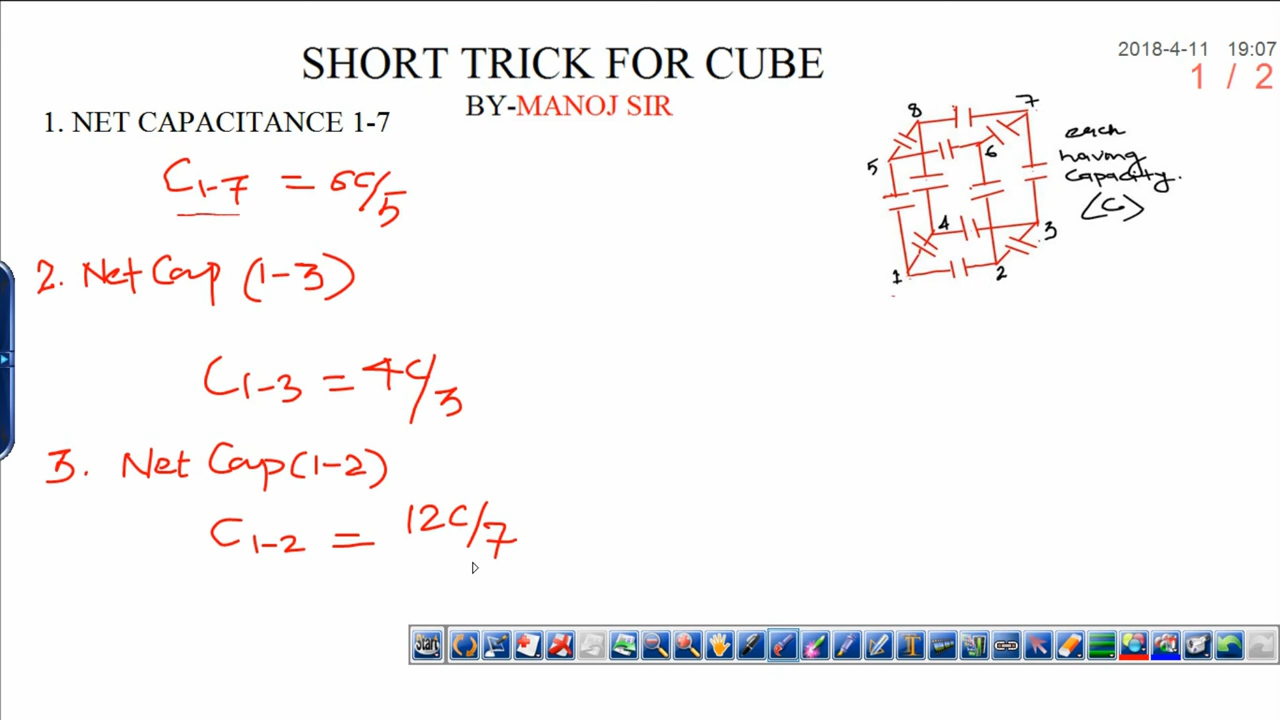 SHORT TRICK FOR CUBE
BY-MANOJ SIR
2018-4-11 19:07
1 / 2
1. NET CAPACITANCE 1-7
C1-7 = 6C/5
2. Net Cap (1-3)
C1-3 = 4C/3
3. Net Cap(1-2)
C1-2 = 12C/7
8
7
5
6
4
3
1
2
each
having
capacity.
(C)
Start